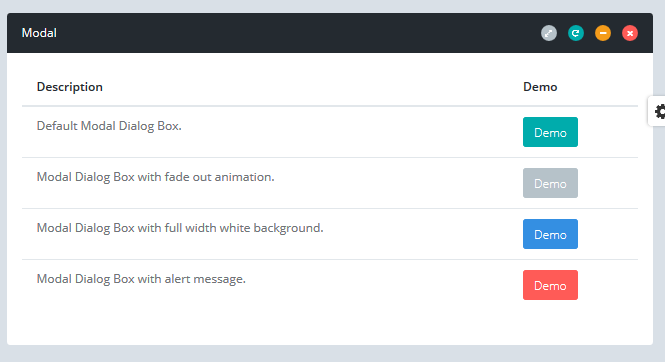 Modal
Description Demo
Default Modal Dialog Box. Demo
Modal Dialog Box with fade out animation. Demo
Modal Dialog Box with full width white background. Demo
Modal Dialog Box with alert message. Demo